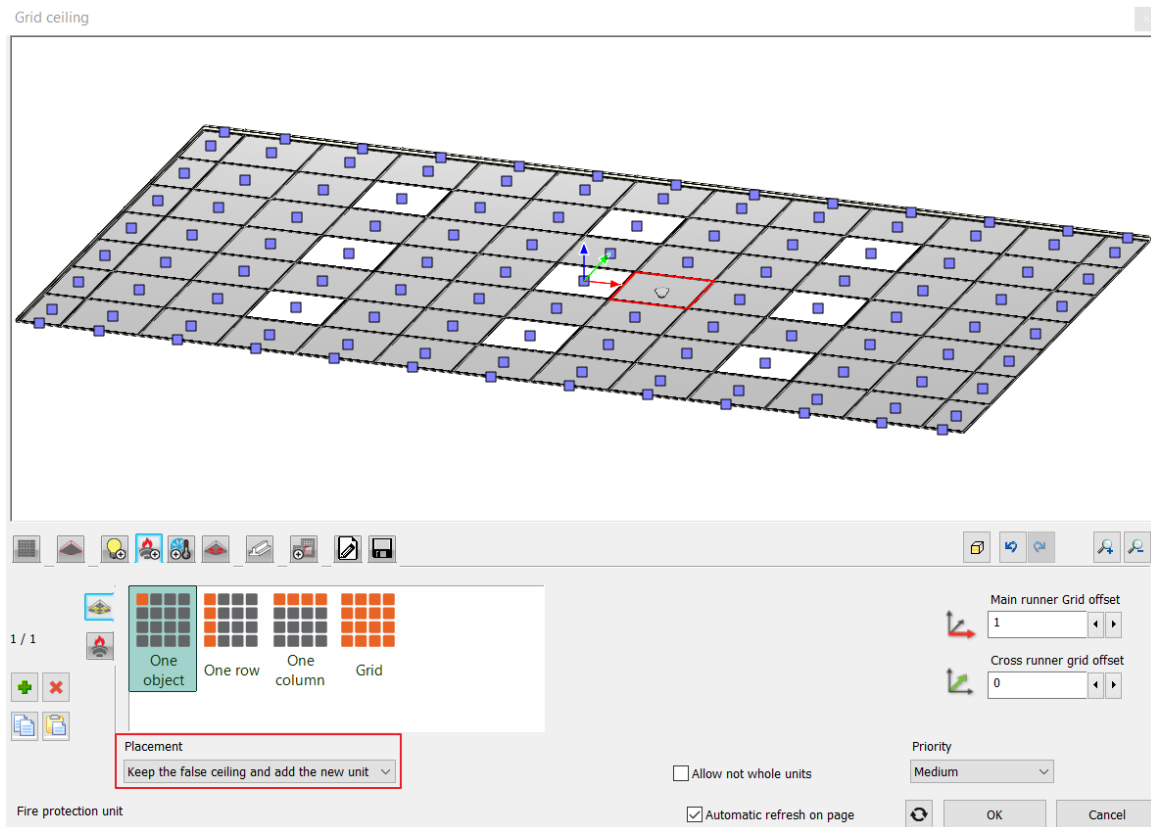 Grid ceiling
1 / 1
One object
One row
One column
Grid
Main runner Grid offset
1
Cross runner grid offset
0
Placement
Keep the false ceiling and add the new unit
Allow not whole units
Priority
Medium
Fire protection unit
Automatic refresh on page
OK
Cancel